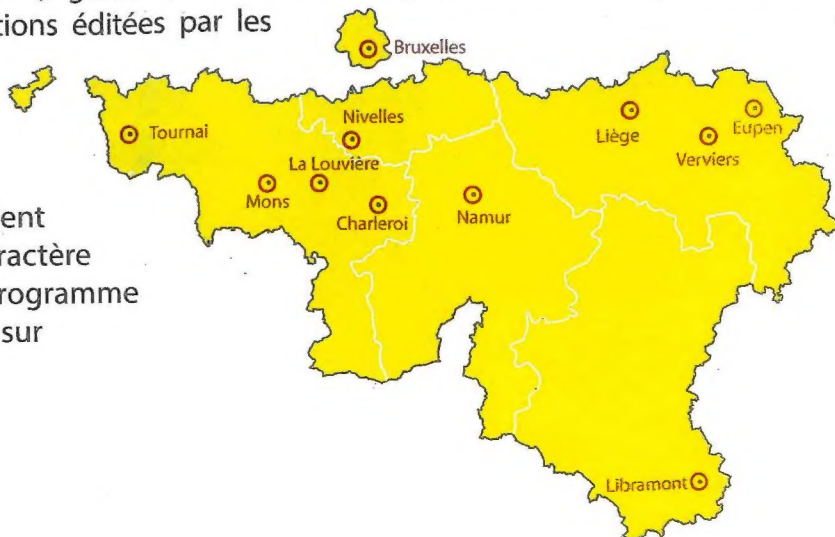 tions éditées par les
Bruxelles
Tournai
Nivelles
Liège
Eupen
Verviers
La Louvière
Mons
Charleroi
Namur
ent
ractère
rogramme
sur
Libramont